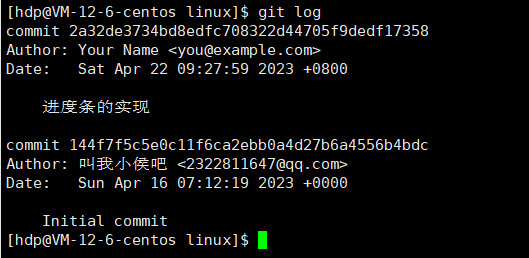 [hdp@VM-12-6-centos linux]$ git log
commit 2a32de3734bd8edfc708322d44705f9dedf17358
Author: Your Name <you@example.com>
Date:   Sat Apr 22 09:27:59 2023 +0800
进度条的实现
commit 144f7f5c5e0c11f6ca2ebb0a4d27b6a4556b4bdc
Author: 叫我小侯吧 <2322811647@qq.com>
Date:   Sun Apr 16 07:12:19 2023 +0000
Initial commit
[hdp@VM-12-6-centos linux]$